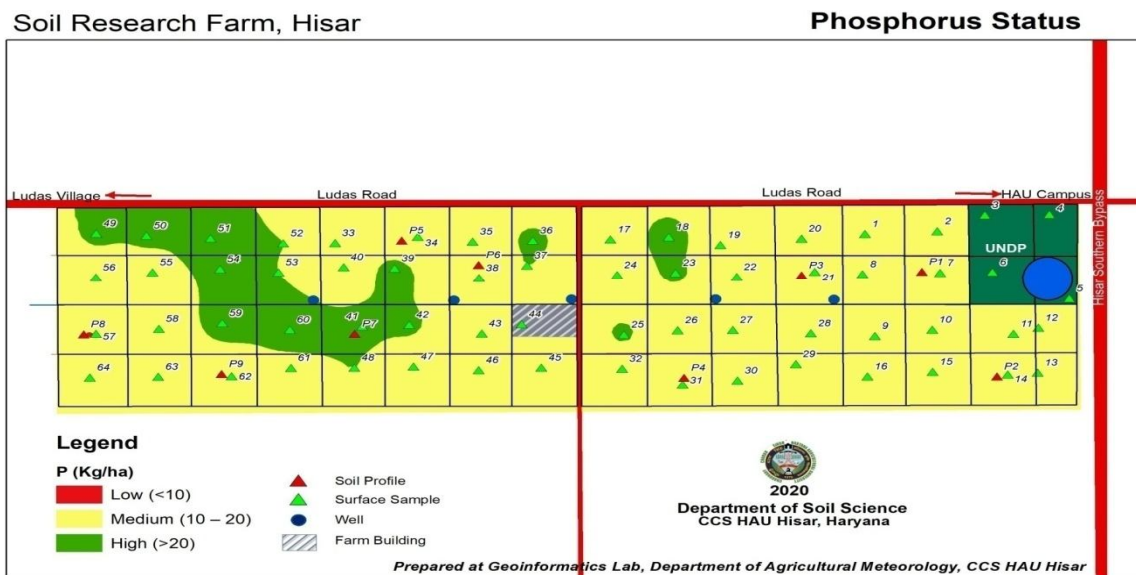 Soil Research Farm, Hisar
Phosphorus Status
Ludas Village
Ludas Road
Ludas Road
HAU Campus
Hisar Southern Bypass
49 50 51 52 33 P5 34 35 36 17 18 19 20 1 2 3 4
UNDP
56 55 54 53 40 39 P6 38 37 24 23 22 P3 21 8 P1 7 6 5
P8 57 58 59 60 41 P7 42 43 44 25 26 27 28 9 10 11 12
64 63 P9 62 61 48 47 46 45 32 P4 31 30 29 16 15 P2 14 13
Legend
P (Kg/ha)
Low (<10)
Medium (10 – 20)
High (>20)
Soil Profile
Surface Sample
Well
Farm Building
2020
Department of Soil Science
CCS HAU Hisar, Haryana
Prepared at Geoinformatics Lab, Department of Agricultural Meteorology, CCS HAU Hisar